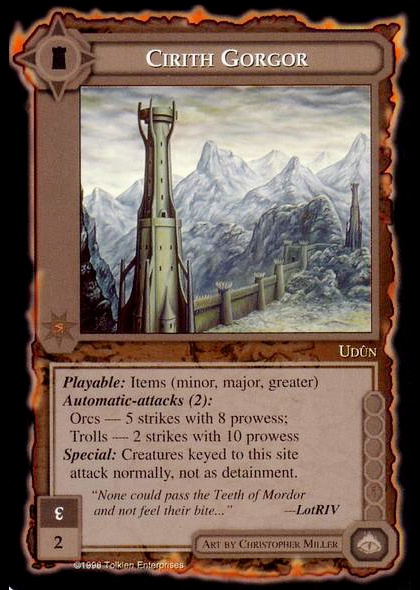 CIRITH GORGOR
UDÛN
Playable: Items (minor, major, greater)
Automatic-attacks (2):
Orcs — 5 strikes with 8 prowess;
Trolls — 2 strikes with 10 prowess
Special: Creatures keyed to this site
attack normally, not as detainment.
"None could pass the Teeth of Mordor
and not feel their bite..." —LotRIV
2
ART BY CHRISTOPHER MILLER
©1996 Tolkien Enterprises